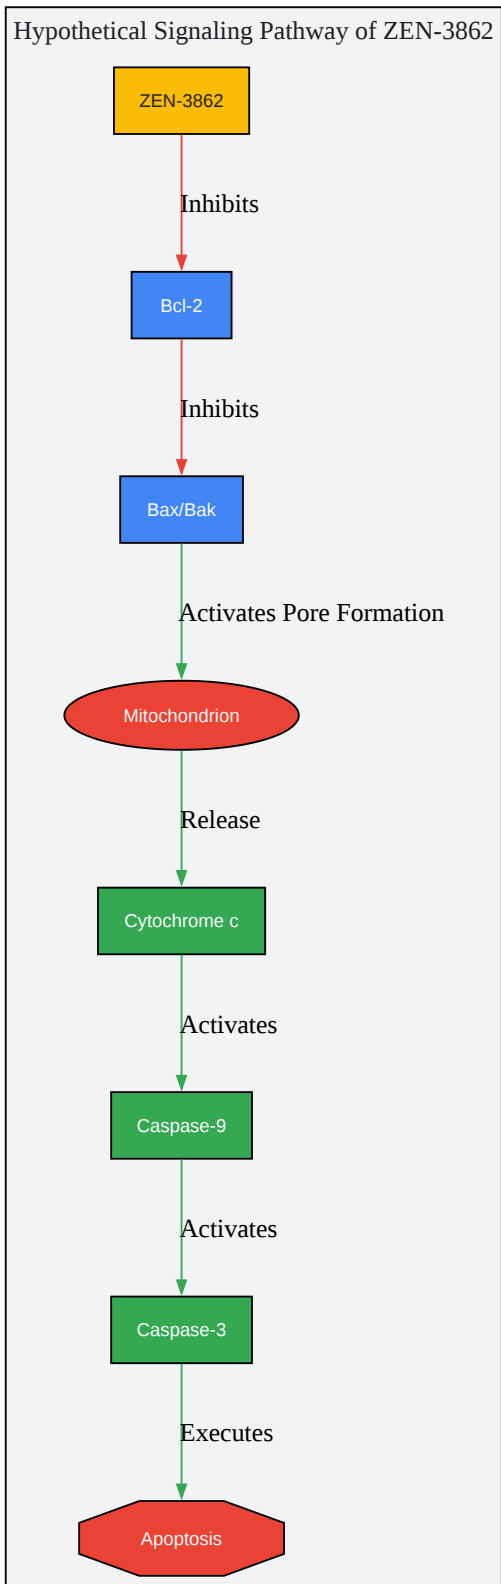 Hypothetical Signaling Pathway of ZEN-3862
ZEN-3862
Inhibits
Bcl-2
Inhibits
Bax/Bak
Activates Pore Formation
Mitochondrion
Release
Cytochrome c
Activates
Caspase-9
Activates
Caspase-3
Executes
Apoptosis